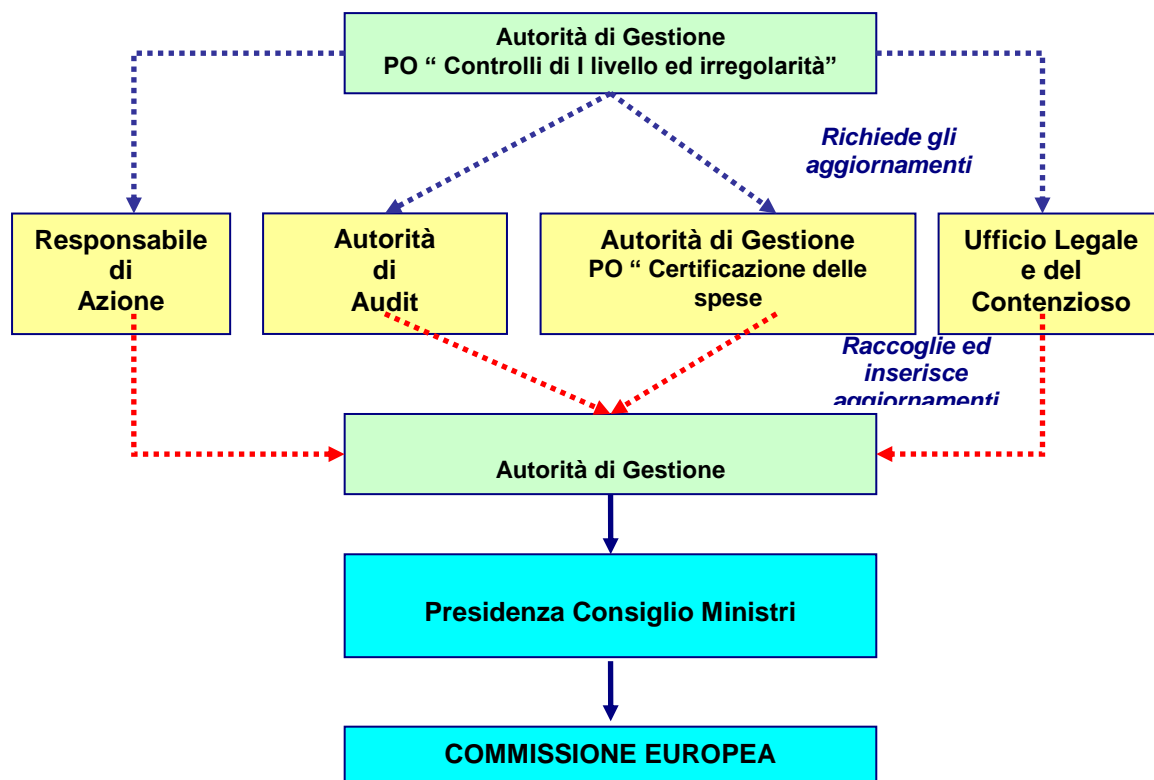 Autorità di Gestione
PO “ Controlli di I livello ed irregolarità”
Richiede gli
aggiornamenti
Responsabile
di
Azione
Autorità
di
Audit
Autorità di Gestione
PO “ Certificazione delle
spese
Ufficio Legale
e del
Contenzioso
Raccoglie ed
inserisce
aggiornamenti
Autorità di Gestione
Presidenza Consiglio Ministri
COMMISSIONE EUROPEA